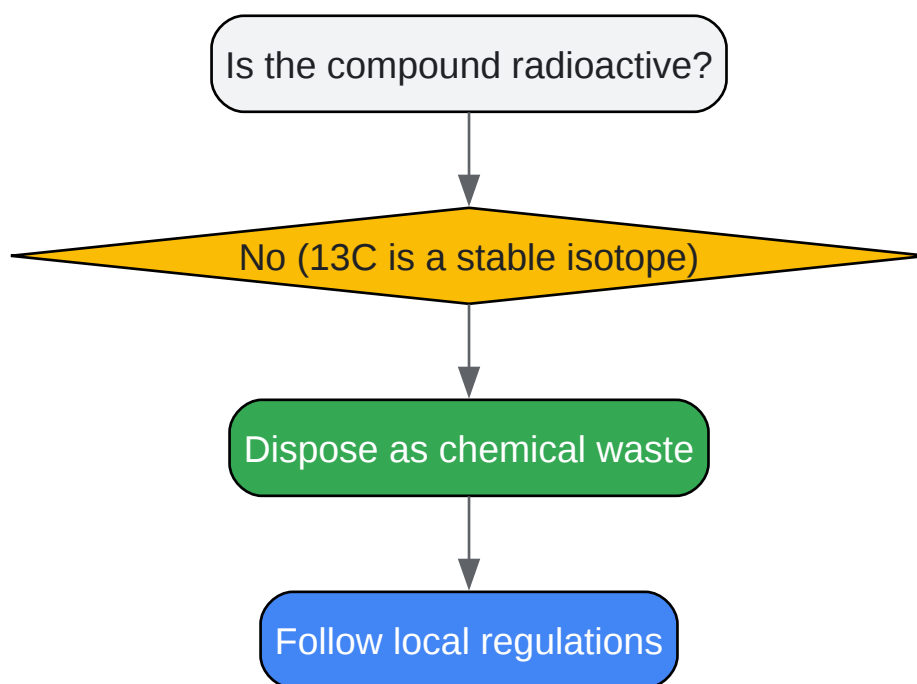 Is the compound radioactive?
No (13C is a stable isotope)
Dispose as chemical waste
Follow local regulations